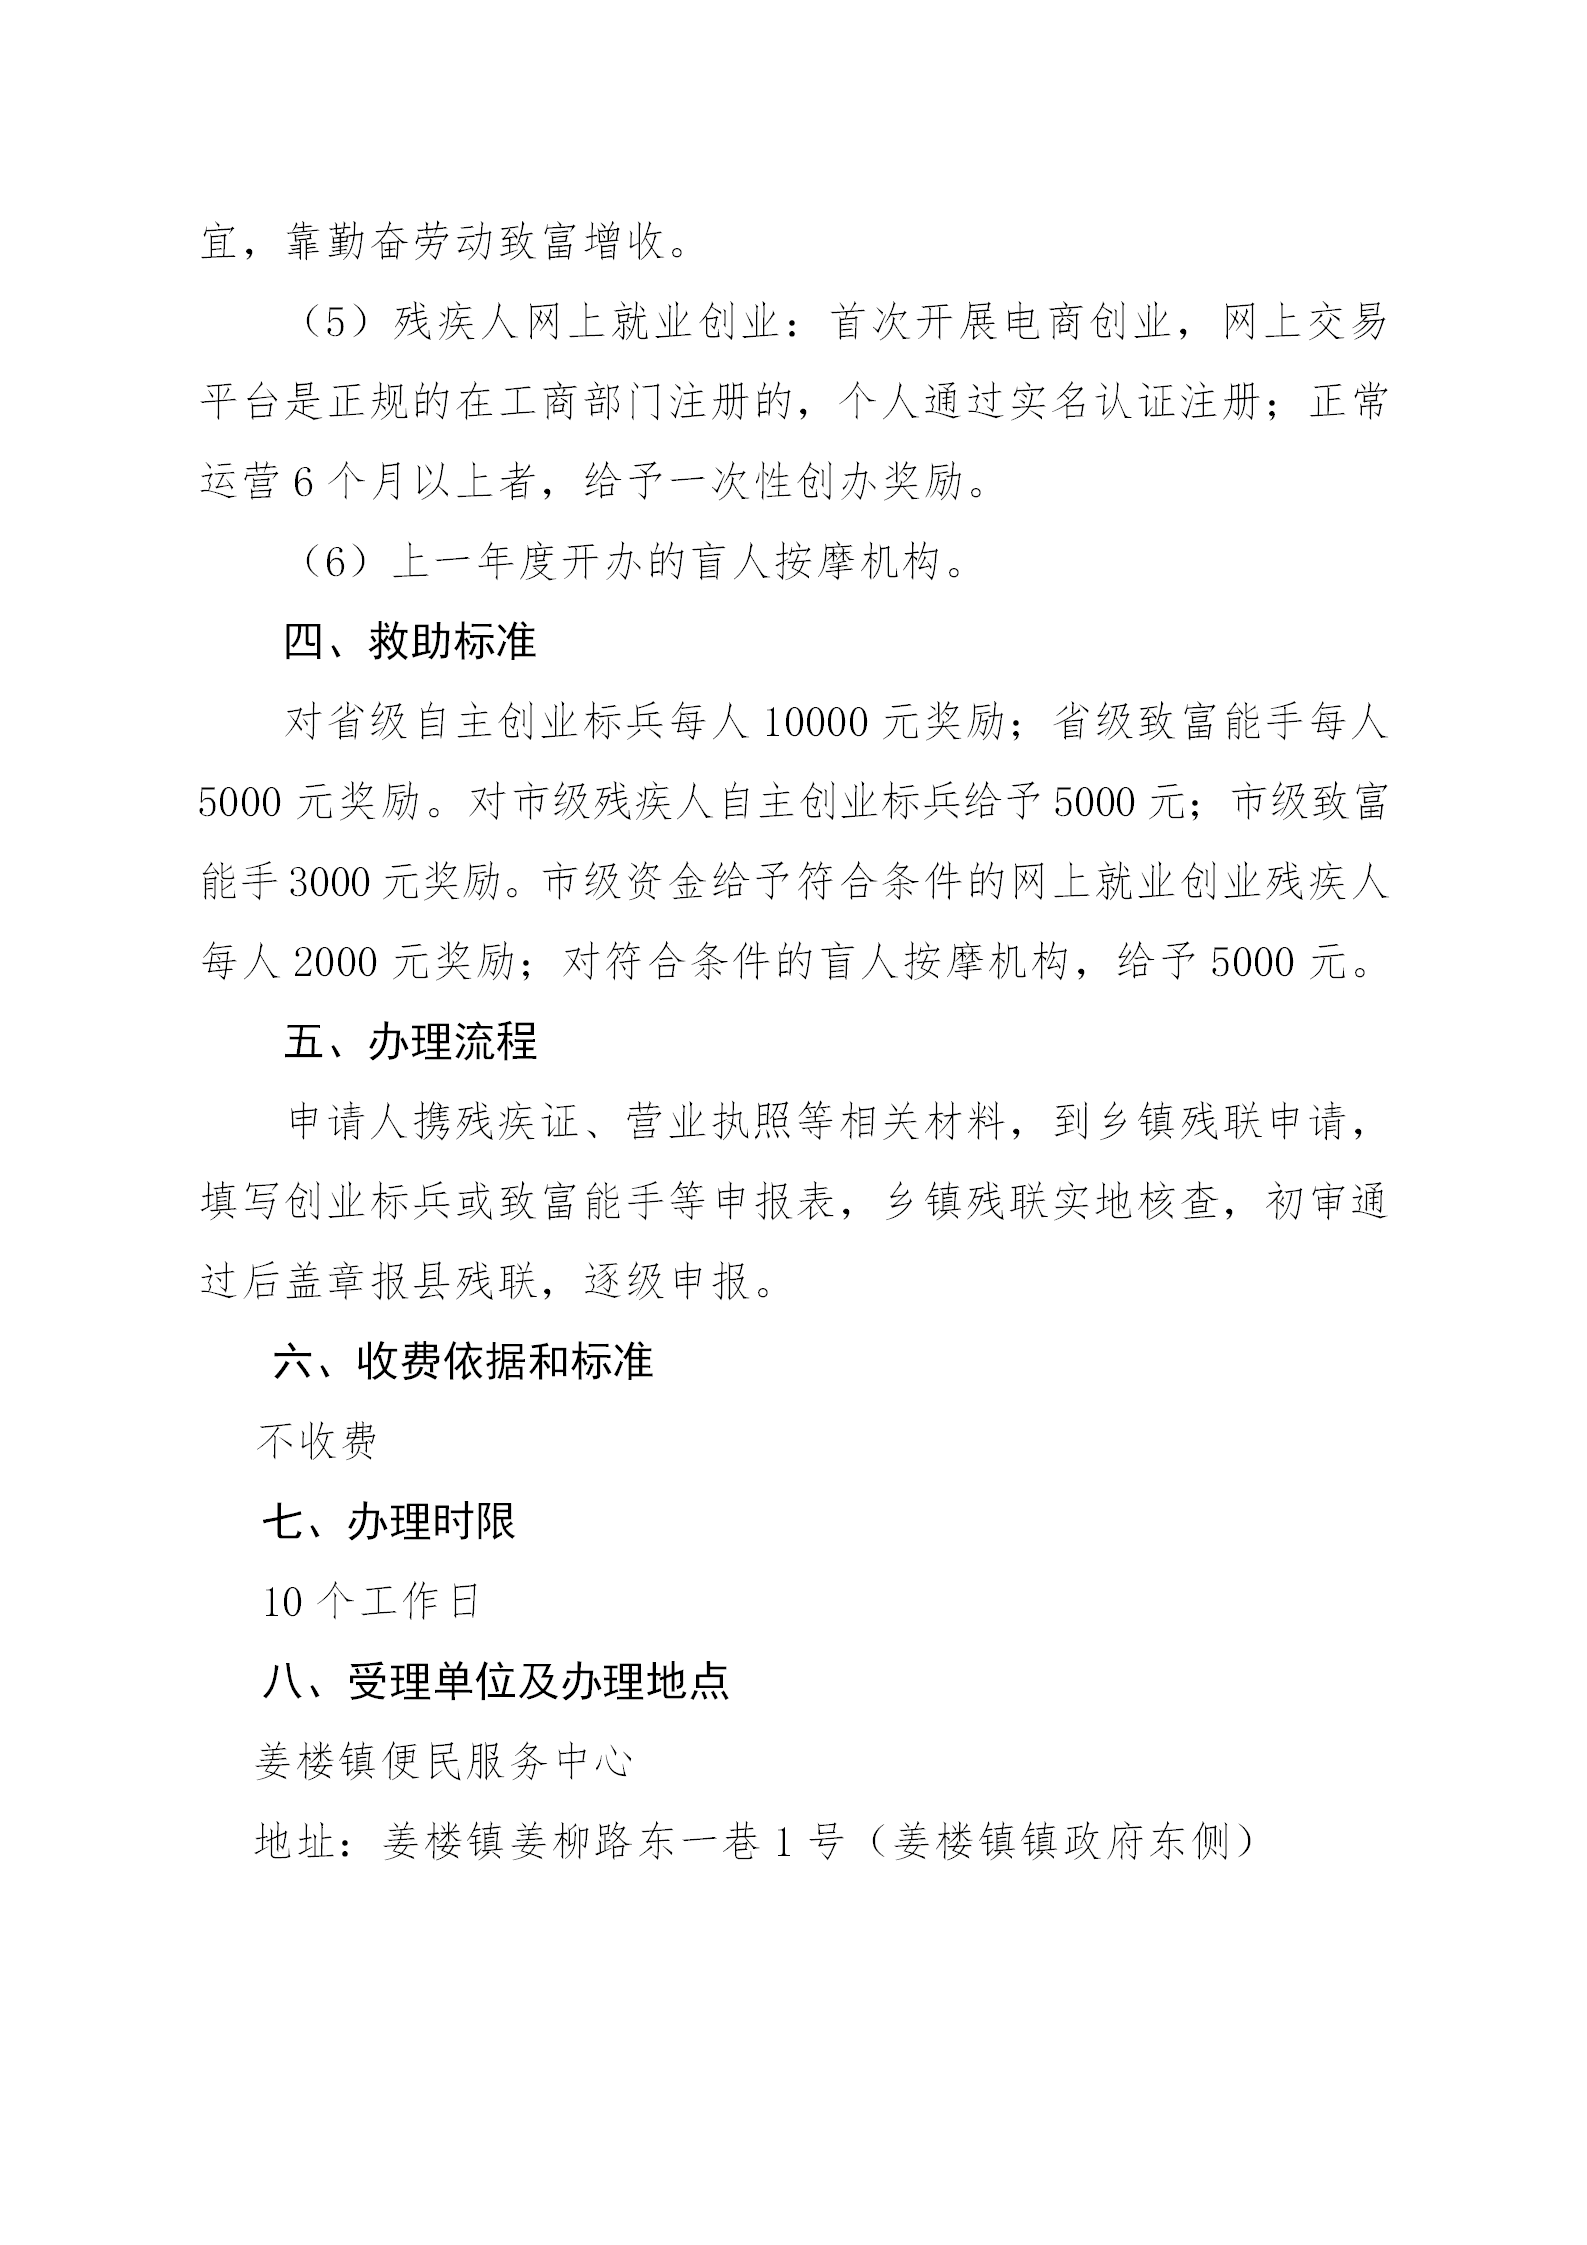 宜，靠勤奋劳动致富增收。
（5）残疾人网上就业创业：首次开展电商创业，网上交易
平台是正规的在工商部门注册的，个人通过实名认证注册；正常
运营 6 个月以上者，给予一次性创办奖励。
（6）上一年度开办的盲人按摩机构。
四、救助标准
对省级自主创业标兵每人 10000 元奖励；省级致富能手每人
5000 元奖励。对市级残疾人自主创业标兵给予 5000 元；市级致富
能手 3000 元奖励。市级资金给予符合条件的网上就业创业残疾人
每人 2000 元奖励；对符合条件的盲人按摩机构，给予 5000 元。
五、办理流程
申请人携残疾证、营业执照等相关材料，到乡镇残联申请，
填写创业标兵或致富能手等申报表，乡镇残联实地核查，初审通
过后盖章报县残联，逐级申报。
六、收费依据和标准
不收费
七、办理时限
10 个工作日
八、受理单位及办理地点
姜楼镇便民服务中心
地址：姜楼镇姜柳路东一巷 1 号（姜楼镇镇政府东侧）